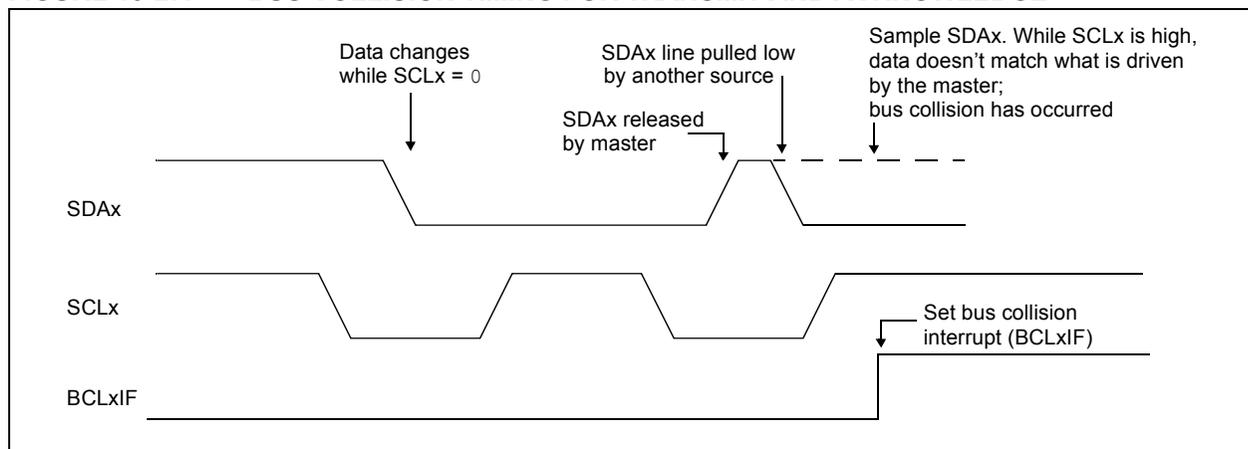 Data changes
while SCLx = 0
SDAx line pulled low
by another source
Sample SDAx. While SCLx is high,
data doesn't match what is driven
by the master;
bus collision has occurred
SDAx released
by master
SDAx
SCLx
Set bus collision
interrupt (BCLxIF)
BCLxIF